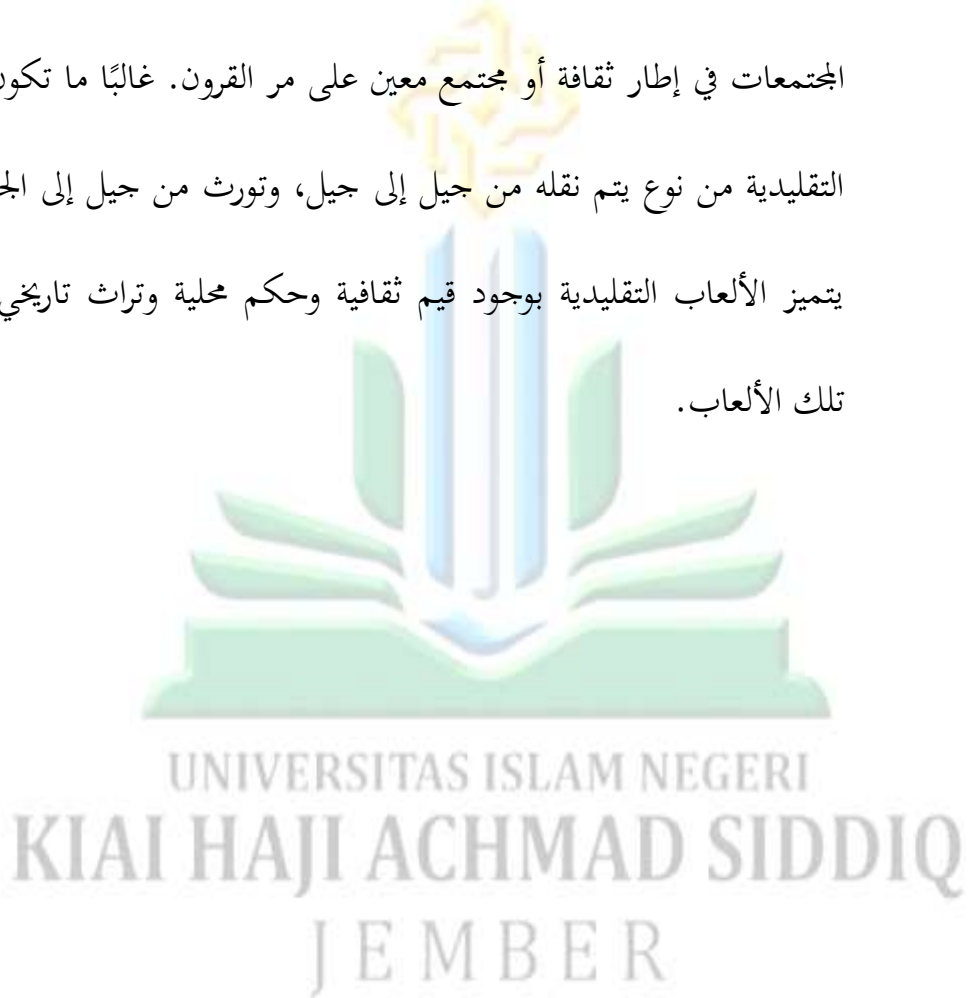 المجتمعات في إطار ثقافة أو مجتمع معين على مر القرون. غالبًا ما تكون
التقليدية من نوع يتم نقله من جيل إلى جيل، وتورث من جيل إلى
يتميز الألعاب التقليدية بوجود قيم ثقافية وحكم محلية وتراث تاريخي
تلك الألعاب.
UNIVERSITAS ISLAM NEGERI
KIAI HAJI ACHMAD SIDDIQ
JEMBER